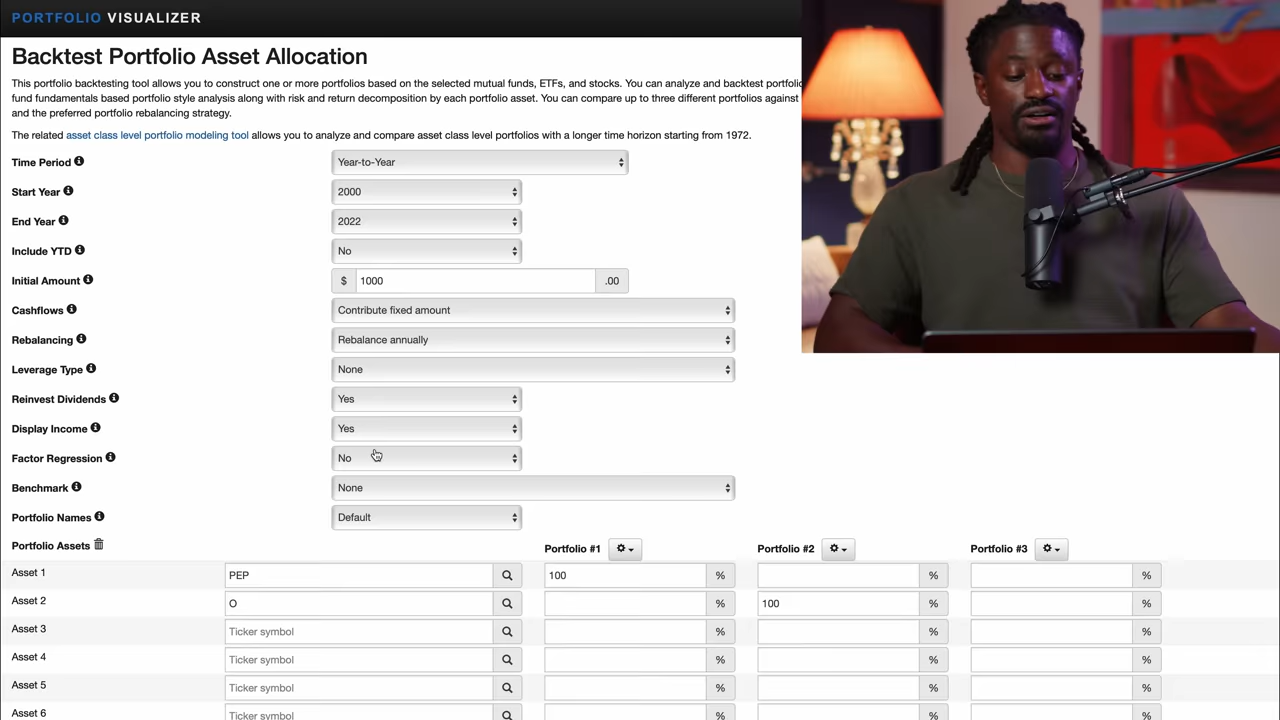 PORTFOLIO VISUALIZER
Backtest Portfolio Asset Allocation
This portfolio backtesting tool allows you to construct one or more portfolios based on the selected mutual funds, ETFs, and stocks. You can analyze and backtest
fund fundamentals based portfolio style analysis along with risk and return decomposition by each portfolio asset. You can compare up to three different portfolios against
and the preferred portfolio rebalancing strategy.
The related asset class level portfolio modeling tool allows you to analyze and compare asset class level portfolios with a longer time horizon starting from 1972.
Time Period Year-to-Year
Start Year 2000
End Year 2022
Include YTD No
Initial Amount $ 1000 .00
Cashflows Contribute fixed amount
Rebalancing Rebalance annually
Leverage Type None
Reinvest Dividends Yes
Display Income Yes
Factor Regression No
Benchmark None
Portfolio Names Default
Portfolio Assets Portfolio #1 Portfolio #2 Portfolio #3
Asset 1 PEP 100 % % %
Asset 2 O % 100 % %
Asset 3 Ticker symbol % % %
Asset 4 Ticker symbol % % %
Asset 5 Ticker symbol % % %
Asset 6 Ticker symbol % % %